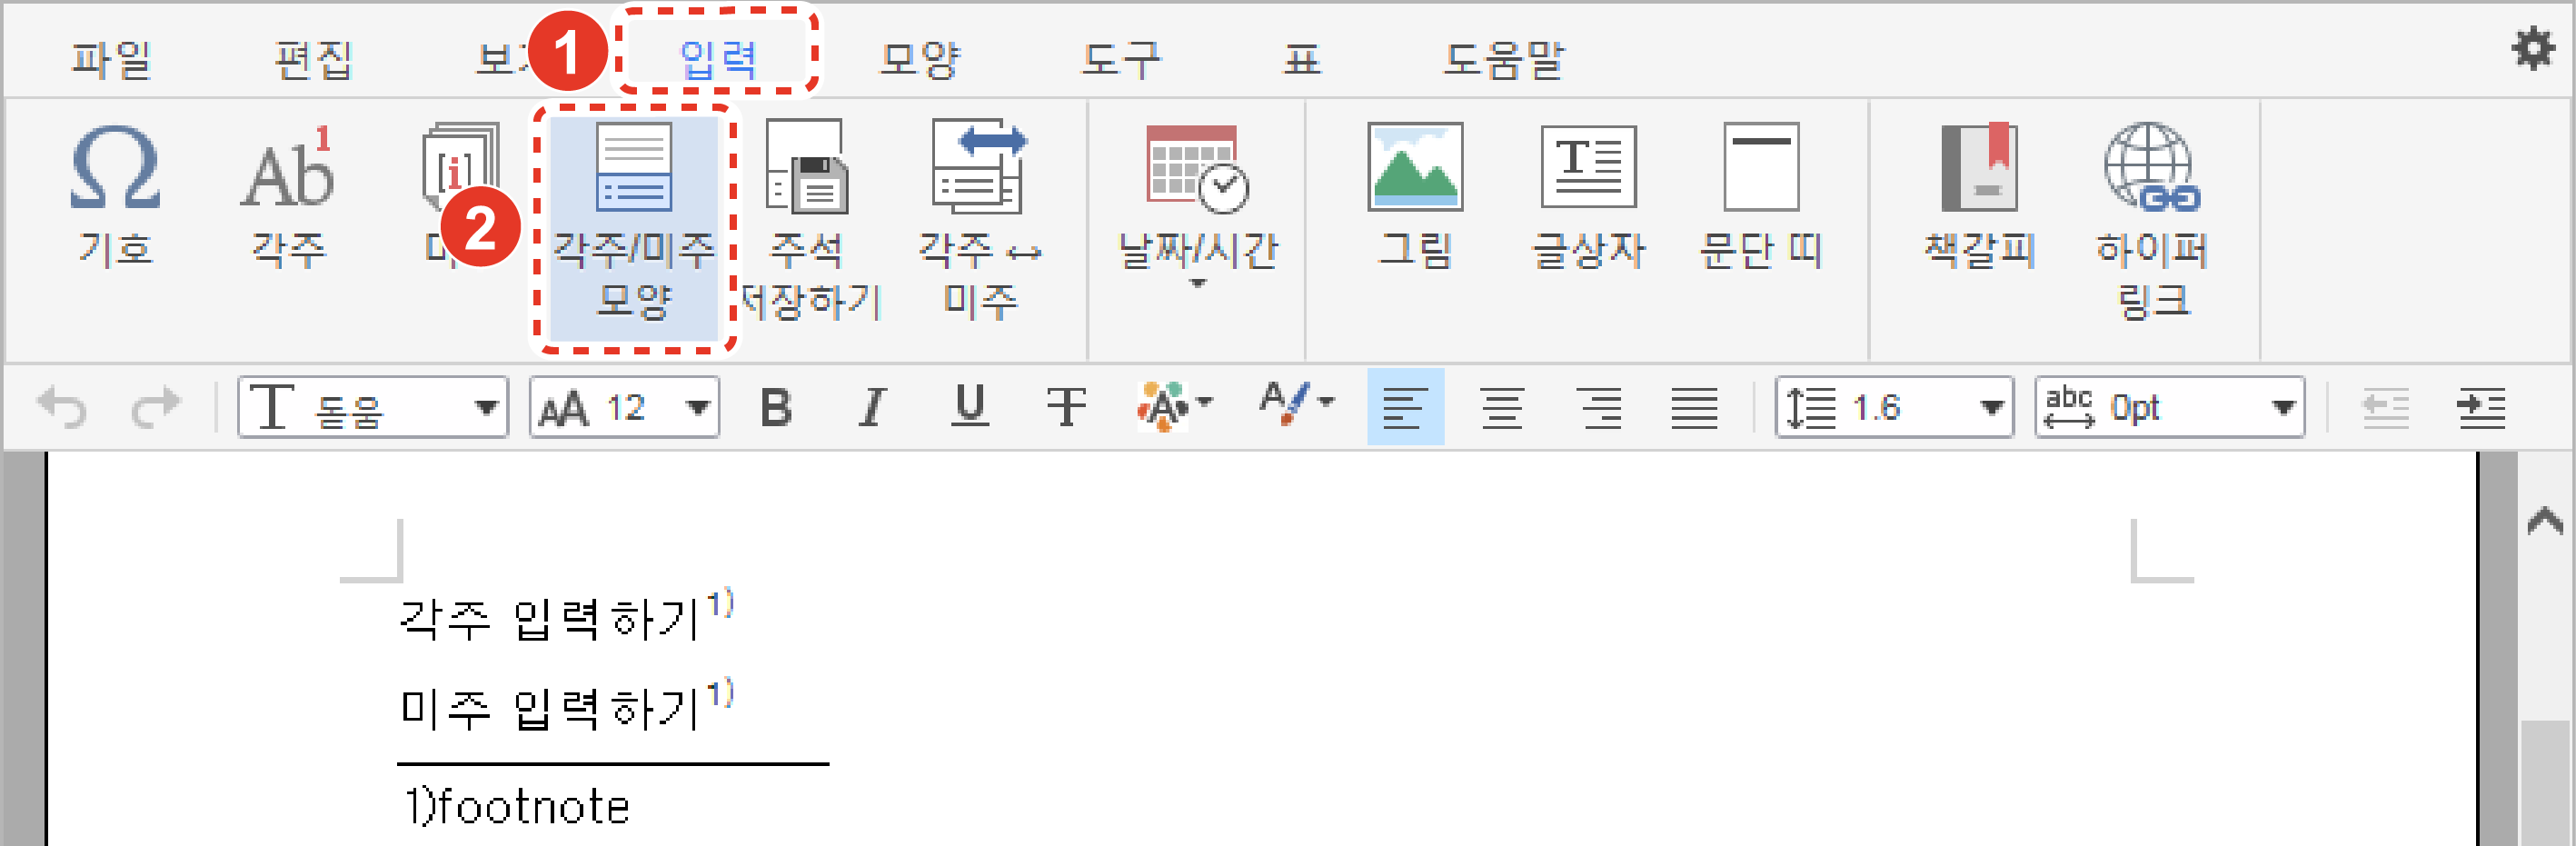 파일 편집 보기 1 입력 모양 도구 표 도움말
Ω Ab1 [i] T
기호 각주 2 각주/미주 모양 주석 저장하기 각주 ↔ 미주 날짜/시간 그림 글상자 문단 띠 책갈피 하이퍼 링크
T 돋움 AA 12 B I U T A A 1.6 abc 0pt
각주 입력하기1)
미주 입력하기1)
1)footnote